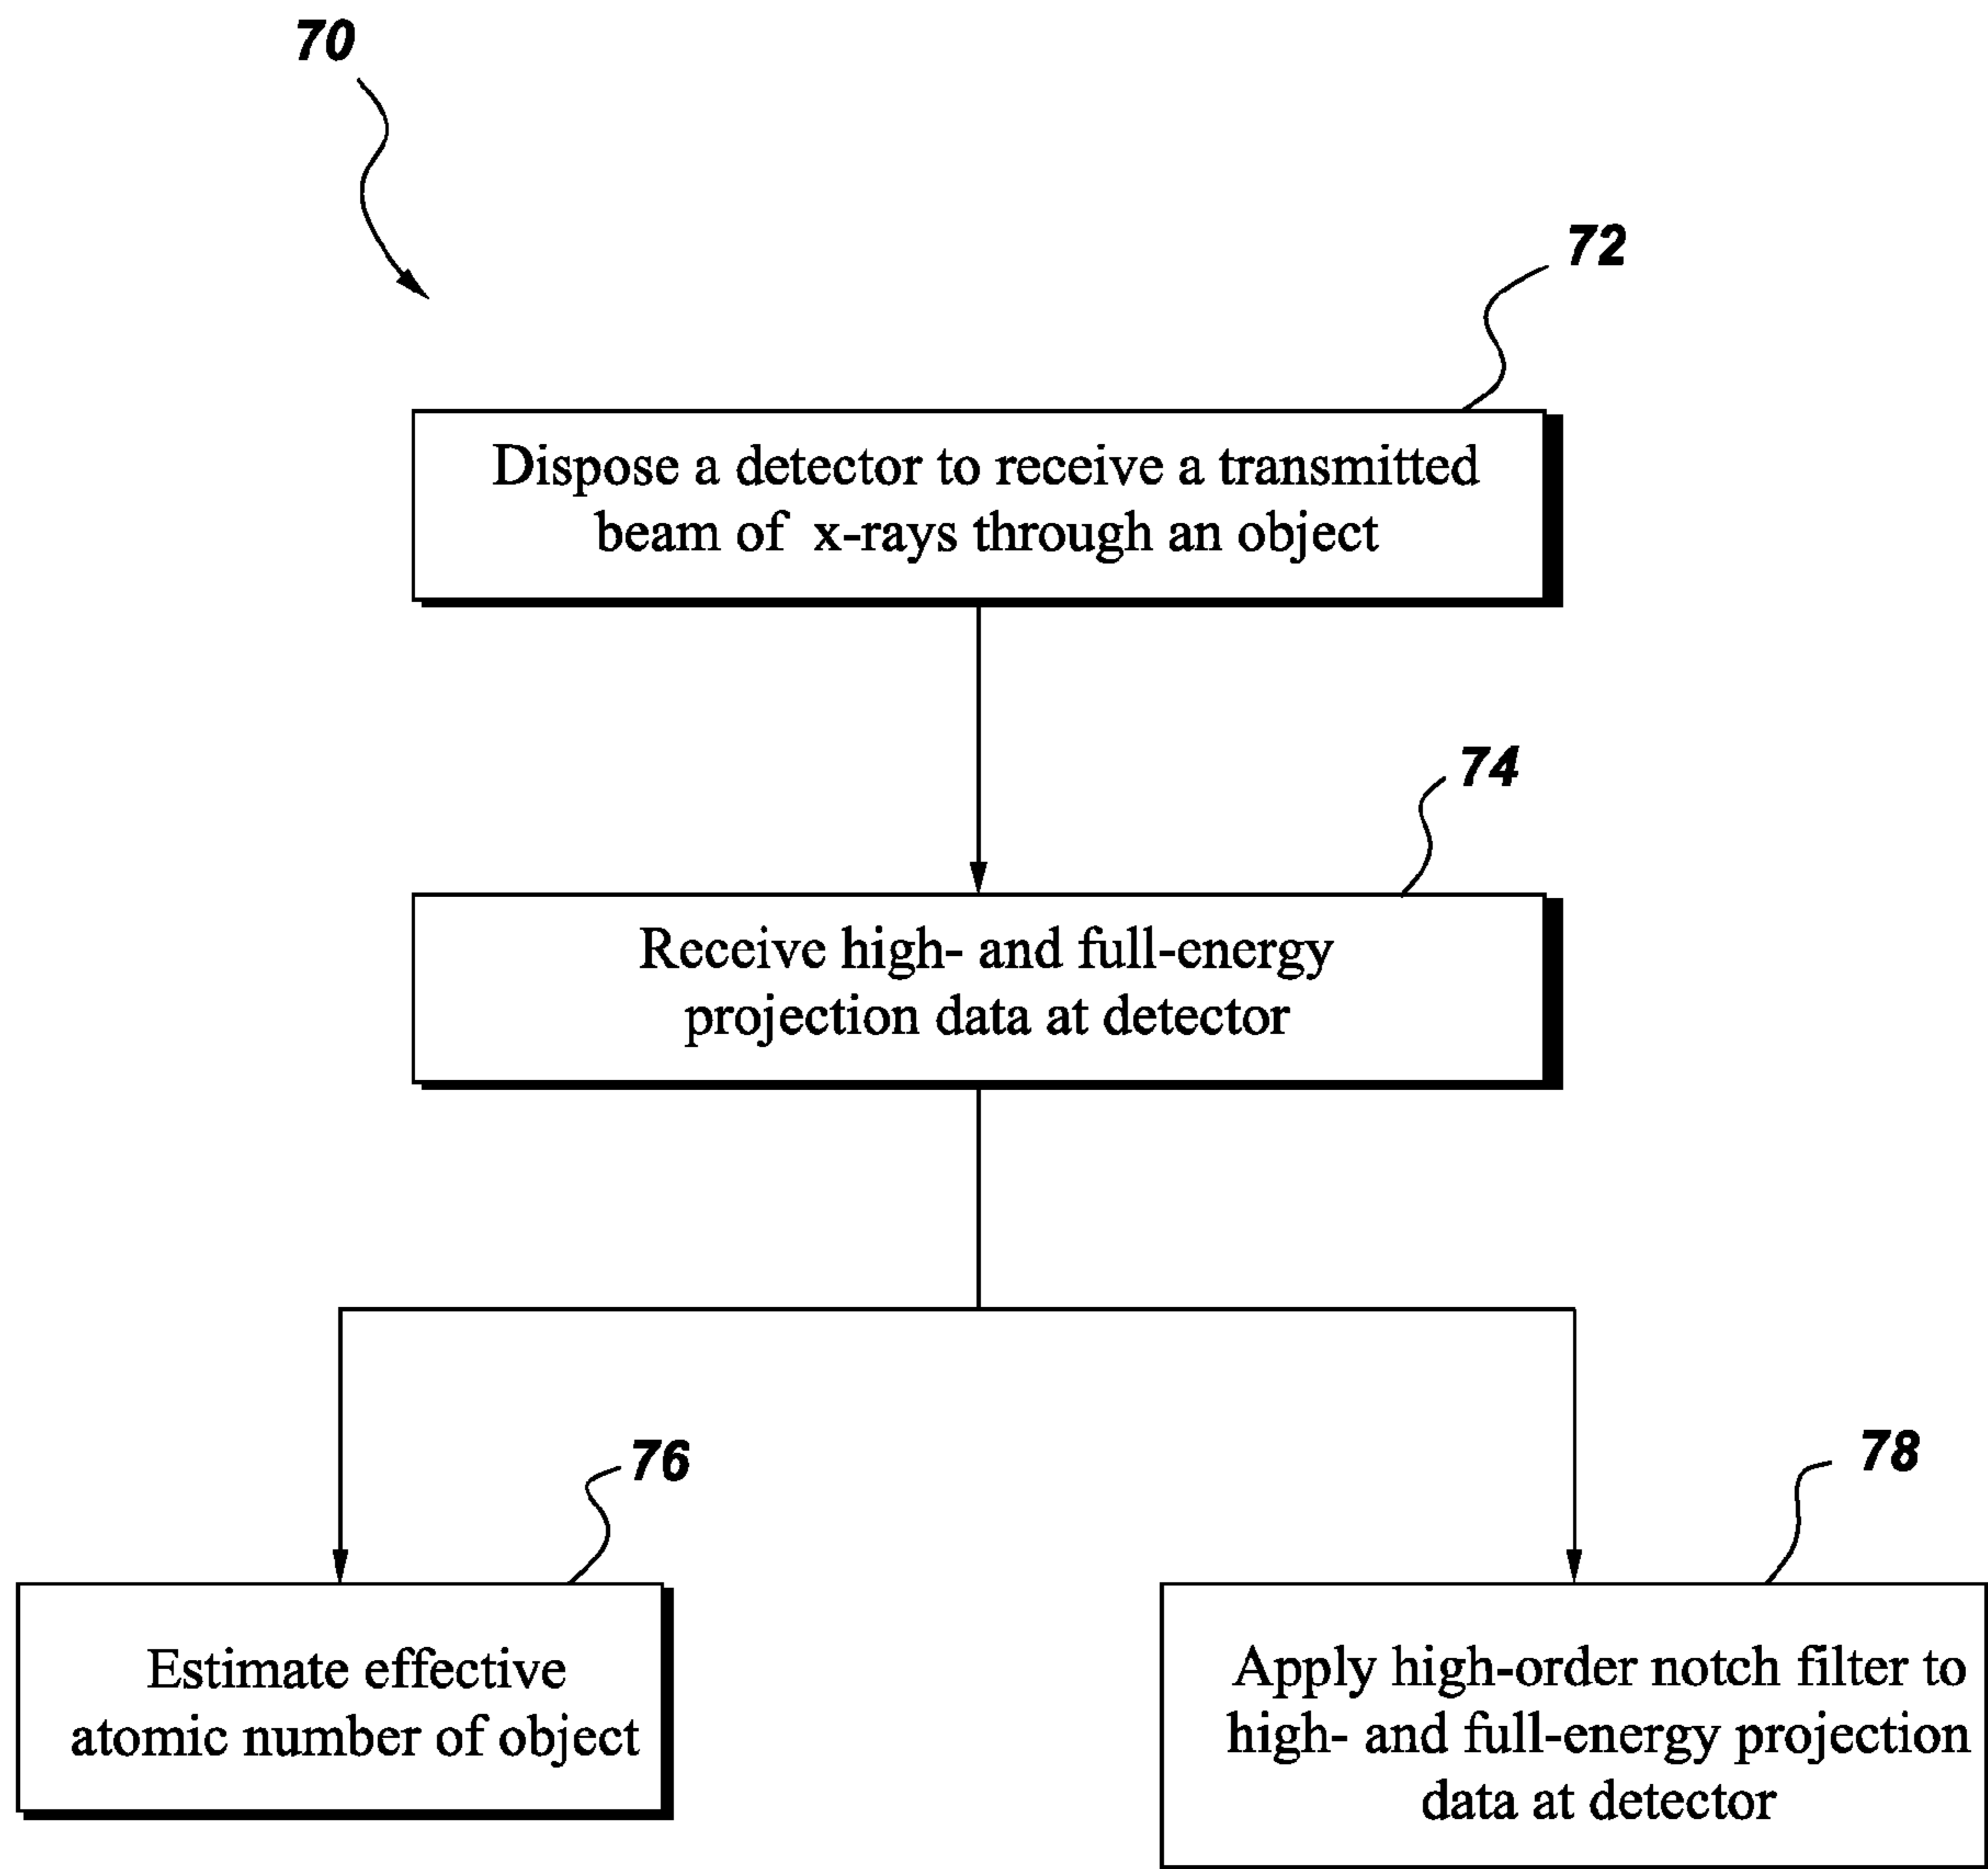 70
72
Dispose a detector to receive a transmitted
beam of x-rays through an object
74
Receive high- and full-energy
projection data at detector
76
78
Estimate effective
atomic number of object
Apply high-order notch filter to
high- and full-energy projection
data at detector